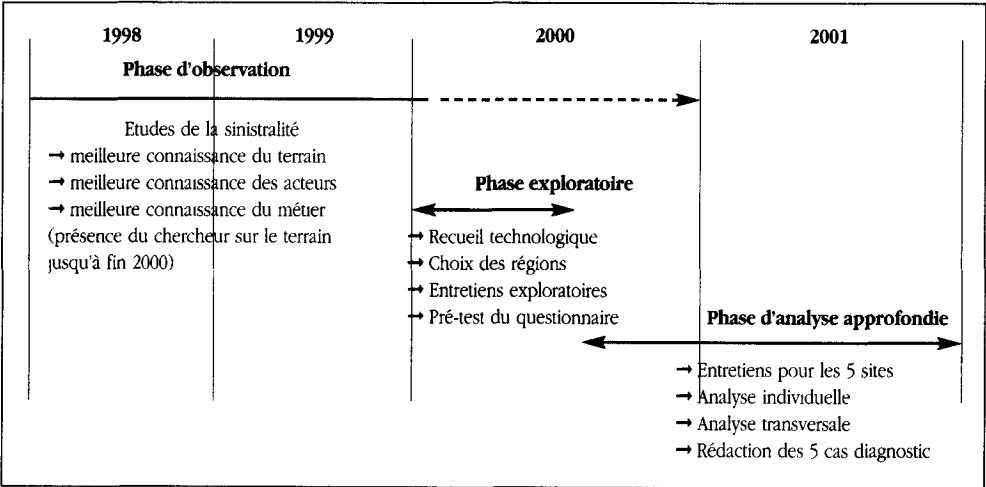 1998 1999 2000 2001
Phase d'observation
Etudes de la sinistralité
→ meilleure connaissance du terrain
→ meilleure connaissance des acteurs
→ meilleure connaissance du métier
(présence du chercheur sur le terrain
jusqu'à fin 2000)
Phase exploratoire
→ Recueil technologique
→ Choix des régions
→ Entretiens exploratoires
→ Pré-test du questionnaire
Phase d'analyse approfondie
→ Entretiens pour les 5 sites
→ Analyse individuelle
→ Analyse transversale
→ Rédaction des 5 cas diagnostic